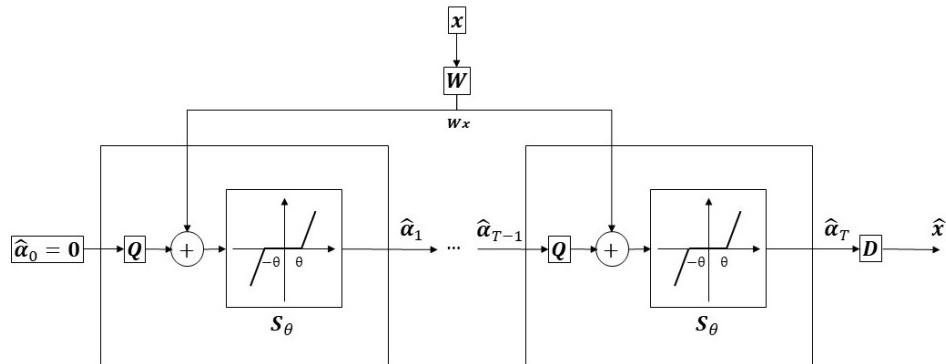 x
W
Wx
α̂₀ = 0
Q
+
−θ θ
S_θ
α̂₁
...
α̂_{T−1}
Q
+
−θ θ
S_θ
α̂_T
D
x̂